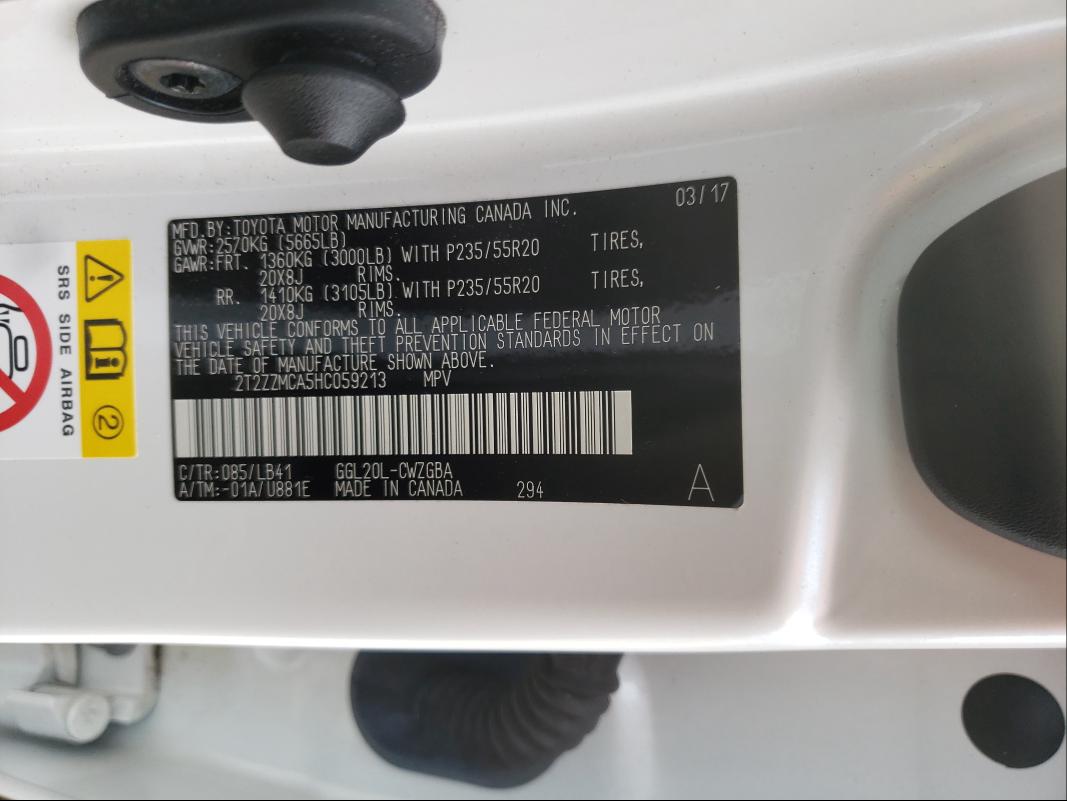 MFD.BY:TOYOTA MOTOR MANUFACTURING CANADA INC. 03/17
GVWR:2570KG (5665LB)
GAWR:FRT. 1360KG (3000LB) WITH P235/55R20 TIRES,
20X8J RIMS.
RR. 1410KG (3105LB) WITH P235/55R20 TIRES,
20X8J RIMS.
THIS VEHICLE CONFORMS TO ALL APPLICABLE FEDERAL MOTOR
VEHICLE SAFETY AND THEFT PREVENTION STANDARDS IN EFFECT ON
THE DATE OF MANUFACTURE SHOWN ABOVE.
2T2ZZMCA5HC059213 MPV
C/TR:085/LB41 GGL20L-CWZGBA
A/TM:-01A/U881E MADE IN CANADA 294 A
SRS SIDE AIRBAG
2